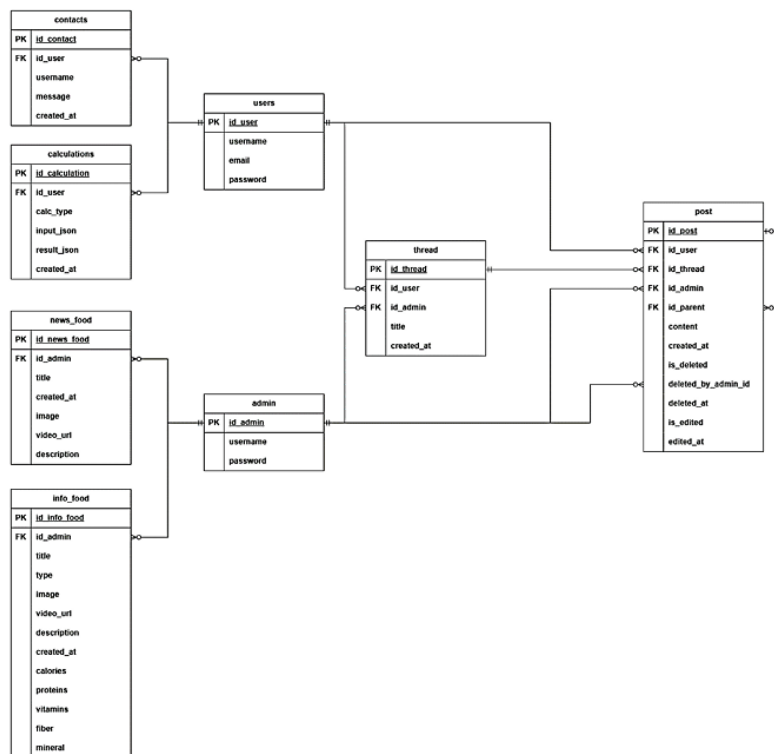 contacts
PK id_contact
FK id_user
username
message
created_at
calculations
PK id_calculation
FK id_user
calc_type
input_json
result_json
created_at
news_food
PK id_news_food
FK id_admin
title
created_at
image
video_url
description
info_food
PK id_info_food
FK id_admin
title
type
image
video_url
description
created_at
calories
proteins
vitamins
fiber
mineral
users
PK id_user
username
email
password
admin
PK id_admin
username
password
thread
PK id_thread
FK id_user
FK id_admin
title
created_at
post
PK id_post
FK id_user
FK id_thread
FK id_admin
FK id_parent
content
created_at
is_deleted
deleted_by_admin_id
deleted_at
is_edited
edited_at